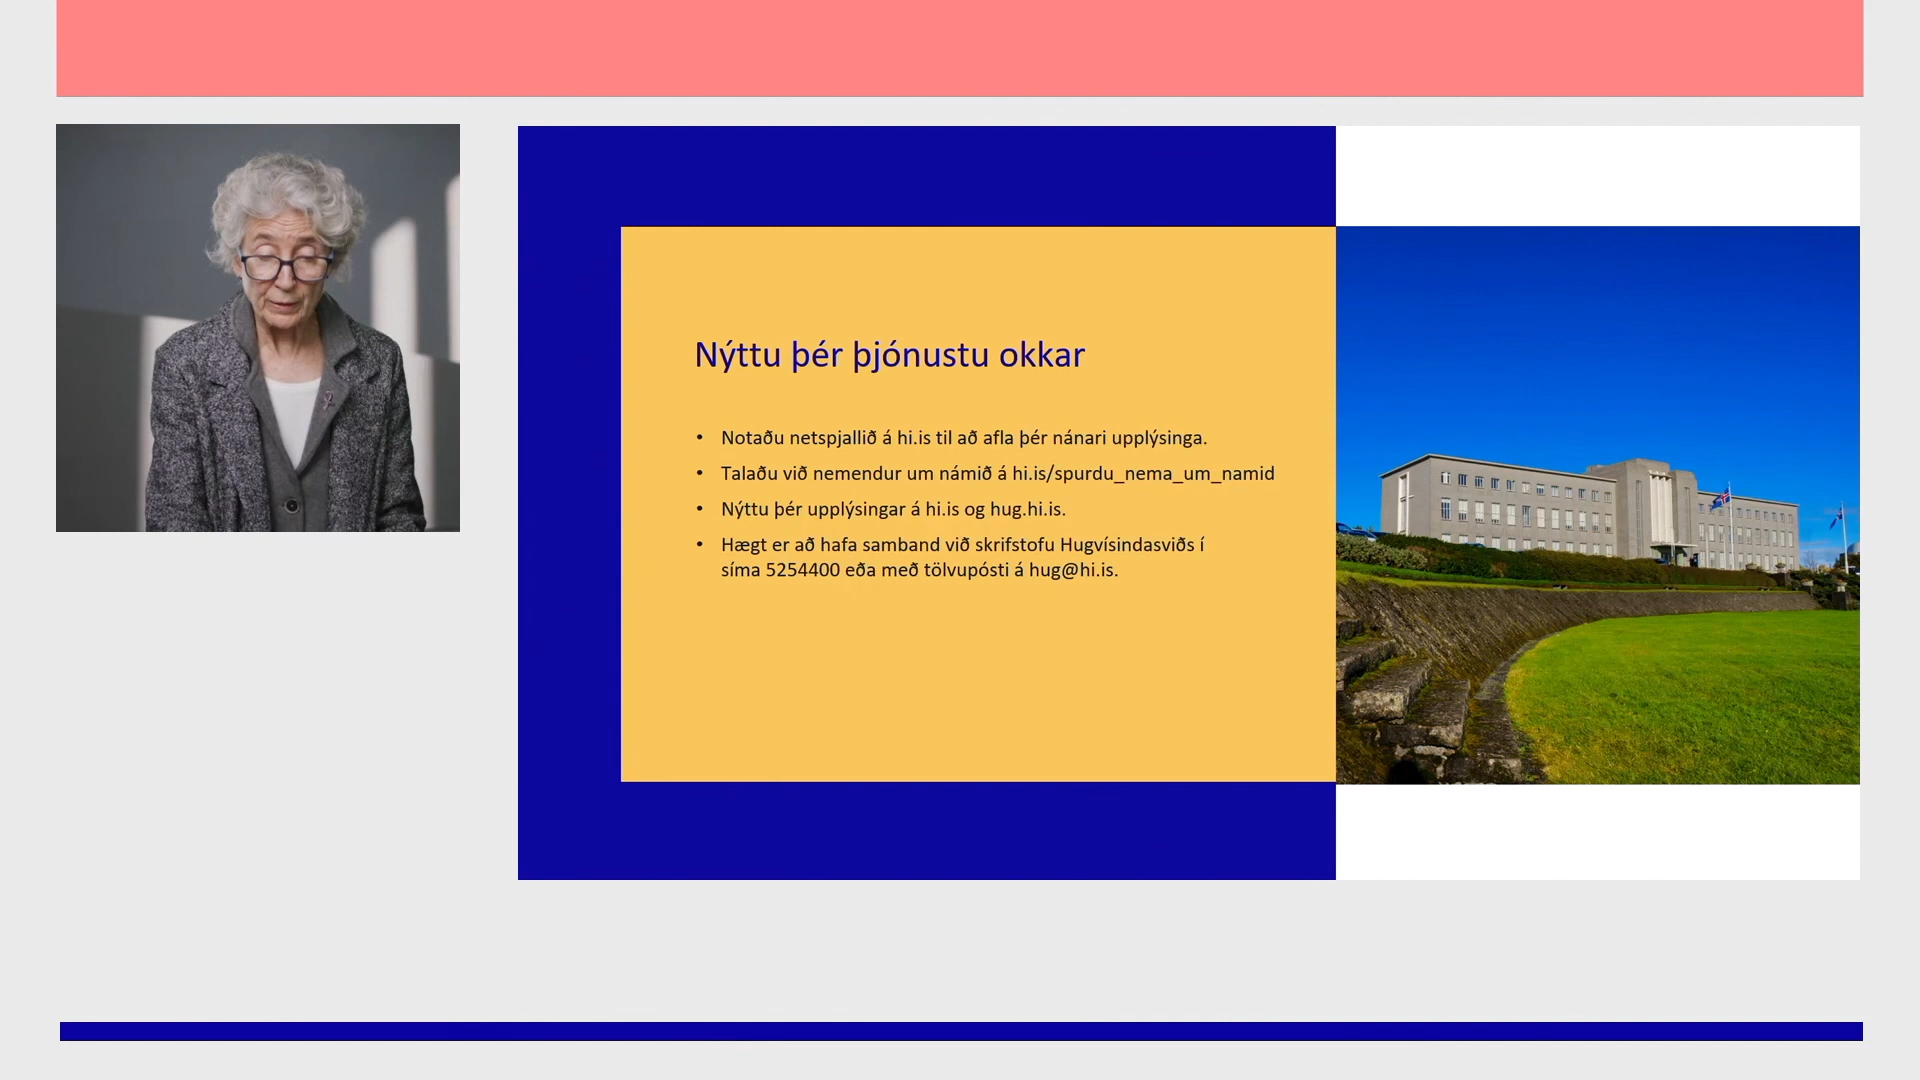 Nýttu þér þjónustu okkar
• Notaðu netspjallið á hi.is til að afla þér nánari upplýsinga.
• Talaðu við nemendur um námið á hi.is/spurdu_nema_um_namid
• Nýttu þér upplýsingar á hi.is og hug.hi.is.
• Hægt er að hafa samband við skrifstofu Hugvísindasviðs í
síma 5254400 eða með tölvupósti á hug@hi.is.